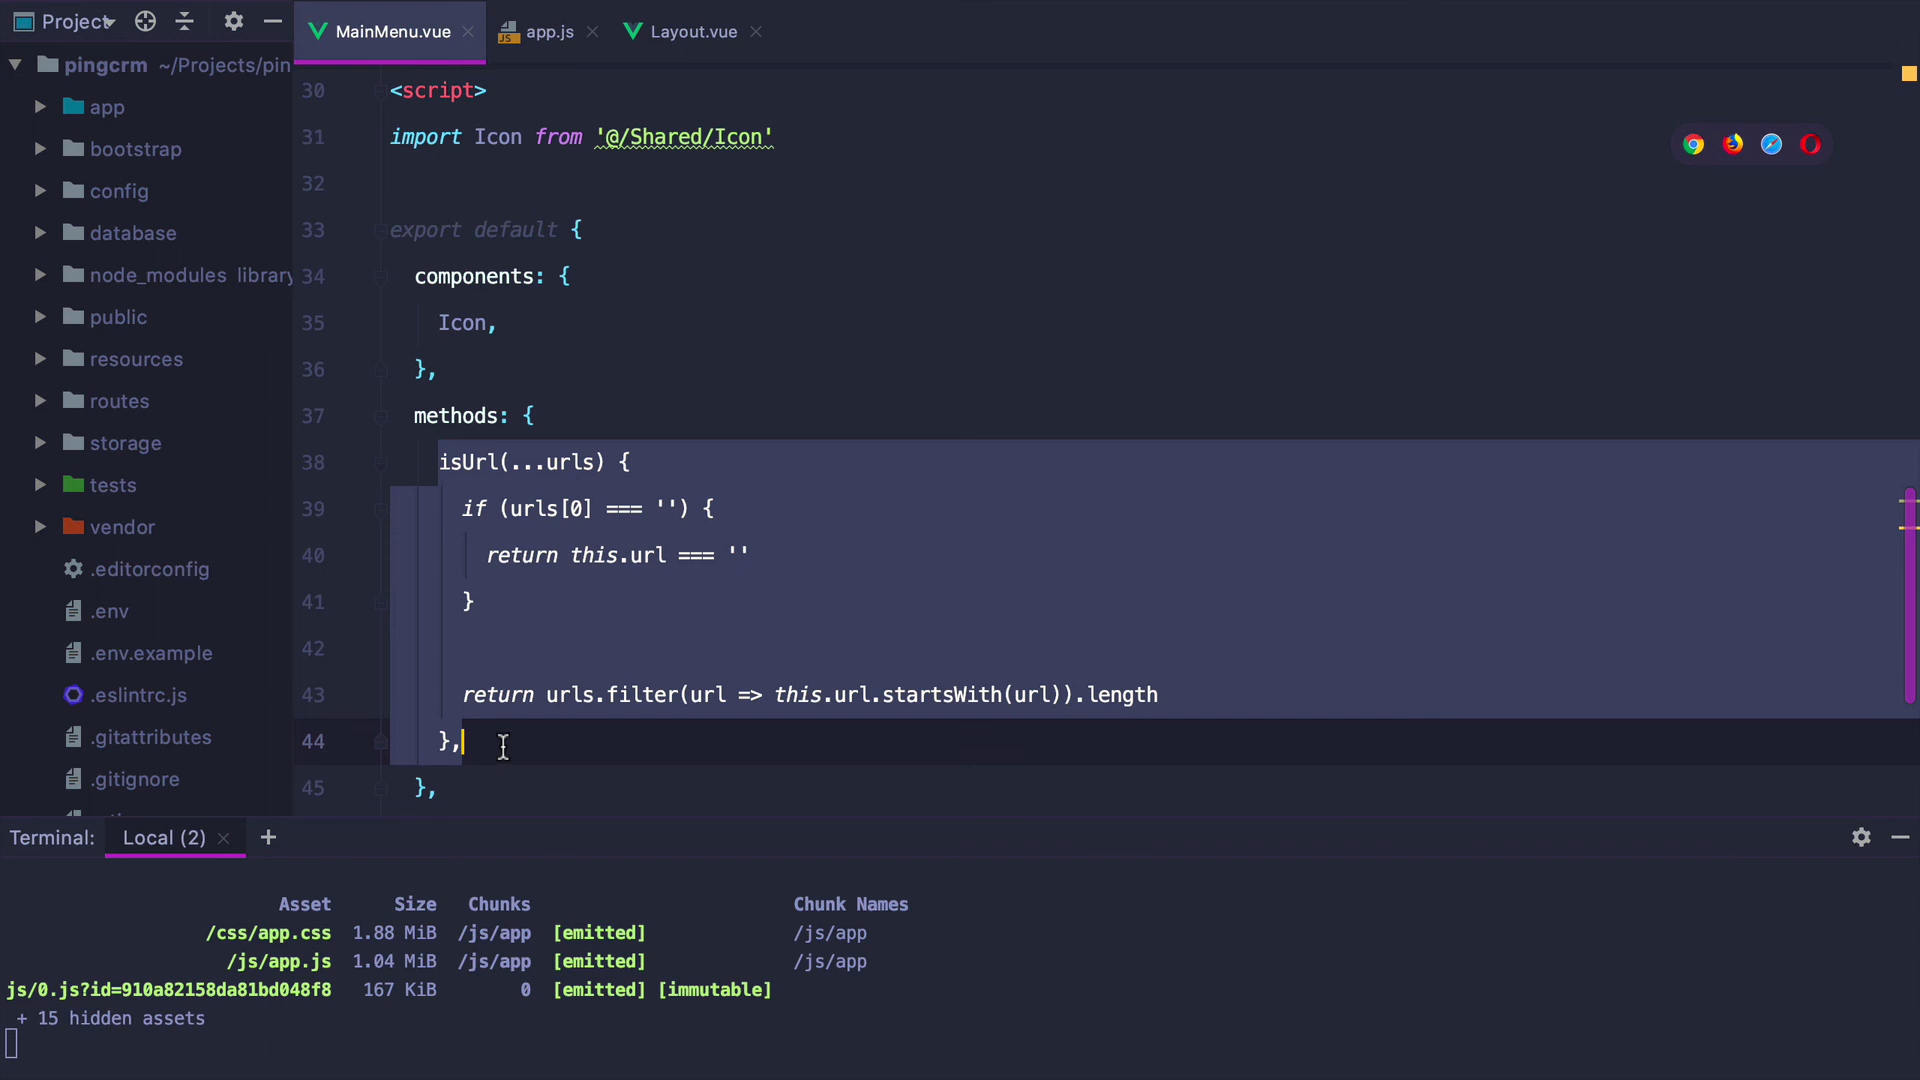 Project
MainMenu.vue
app.js
Layout.vue
pingcrm ~/Projects/pin
app
bootstrap
config
database
node_modules library
public
resources
routes
storage
tests
vendor
.editorconfig
.env
.env.example
.eslintrc.js
.gitattributes
.gitignore
30 <script>
31 import Icon from '@/Shared/Icon'
32
33 export default {
34 components: {
35 Icon,
36 },
37 methods: {
38 isUrl(...urls) {
39 if (urls[0] === '') {
40 return this.url === ''
41 }
42
43 return urls.filter(url => this.url.startsWith(url)).length
44 },
45 },
Terminal: Local (2) +
Asset Size Chunks Chunk Names
/css/app.css 1.88 MiB /js/app [emitted] /js/app
/js/app.js 1.04 MiB /js/app [emitted] /js/app
js/0.js?id=910a82158da81bd048f8 167 KiB 0 [emitted] [immutable]
+ 15 hidden assets